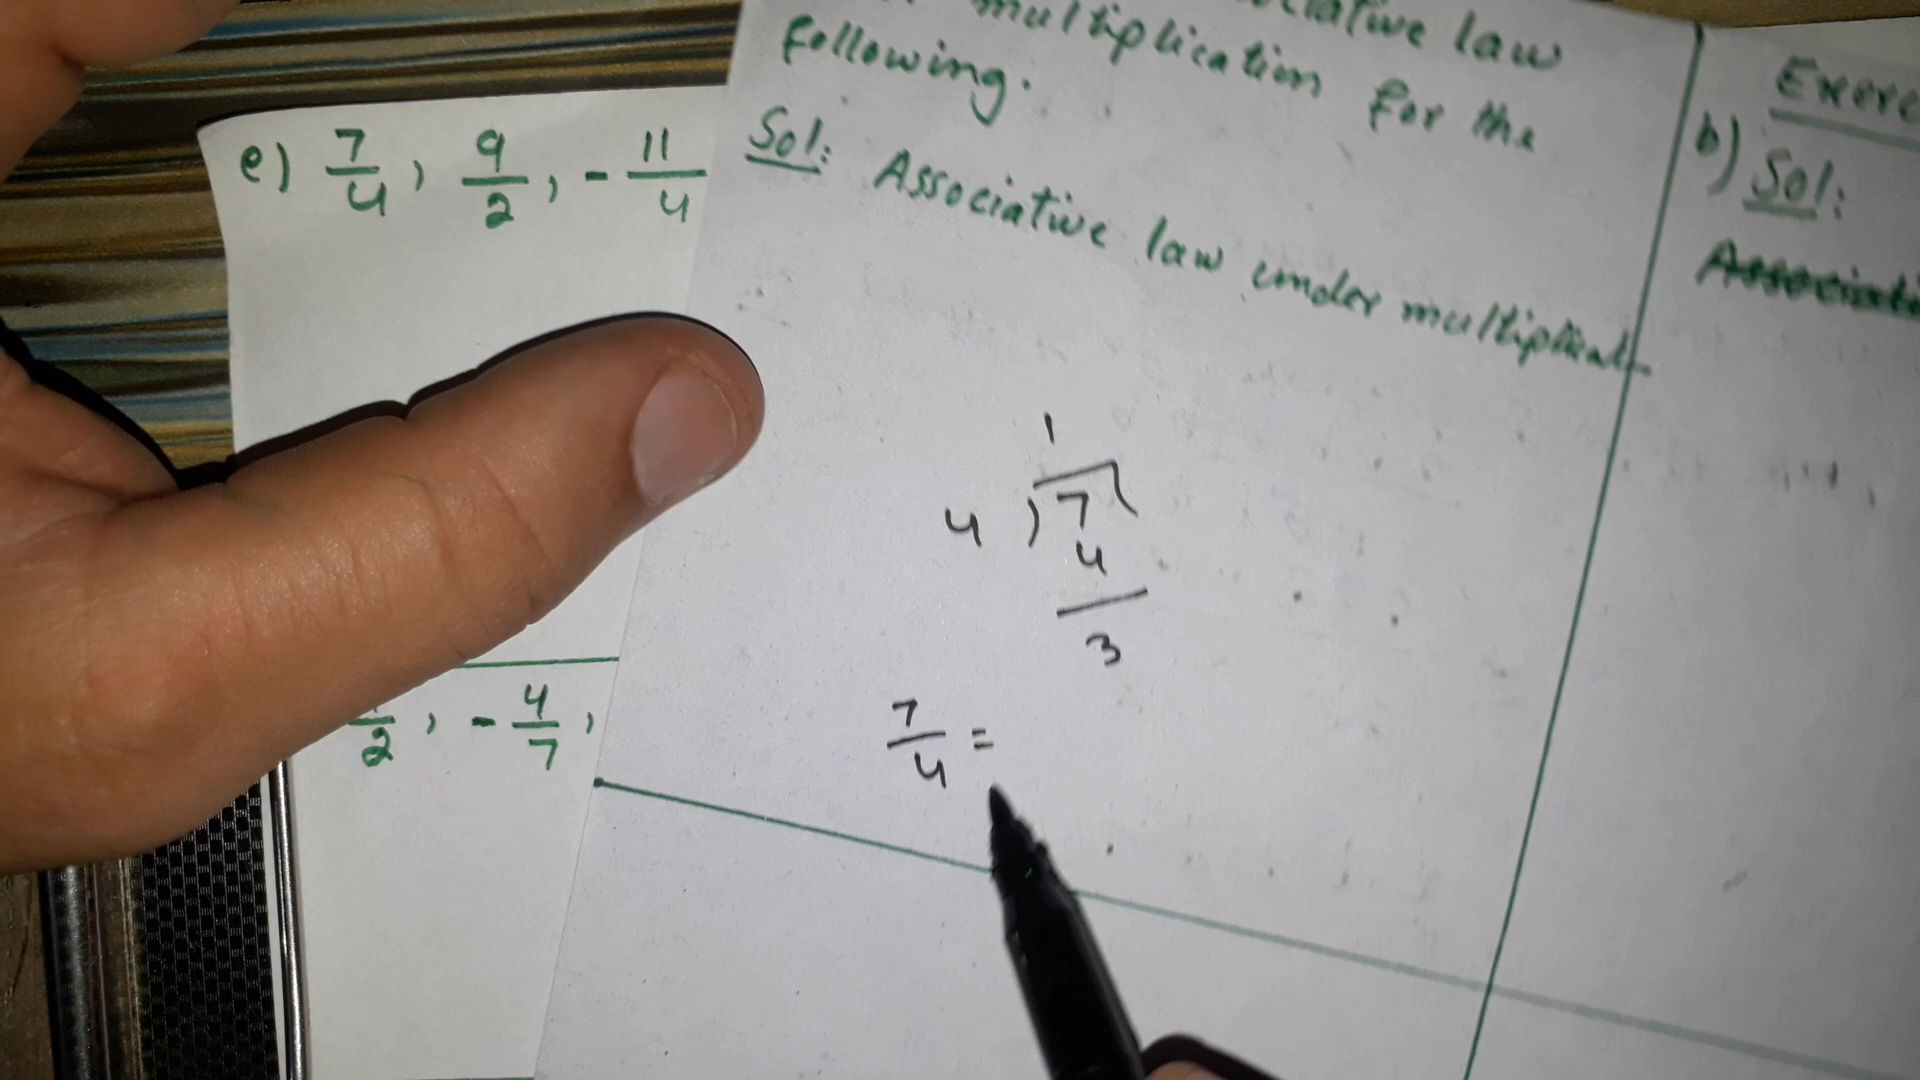 law
multiplication for the
following.
Sol: Associative law under multiplicat
e) 7/4, 9/2, - 11/4
1
4 ) 7
4
3
7/4 =
2, - 4/7,
b) Sol: